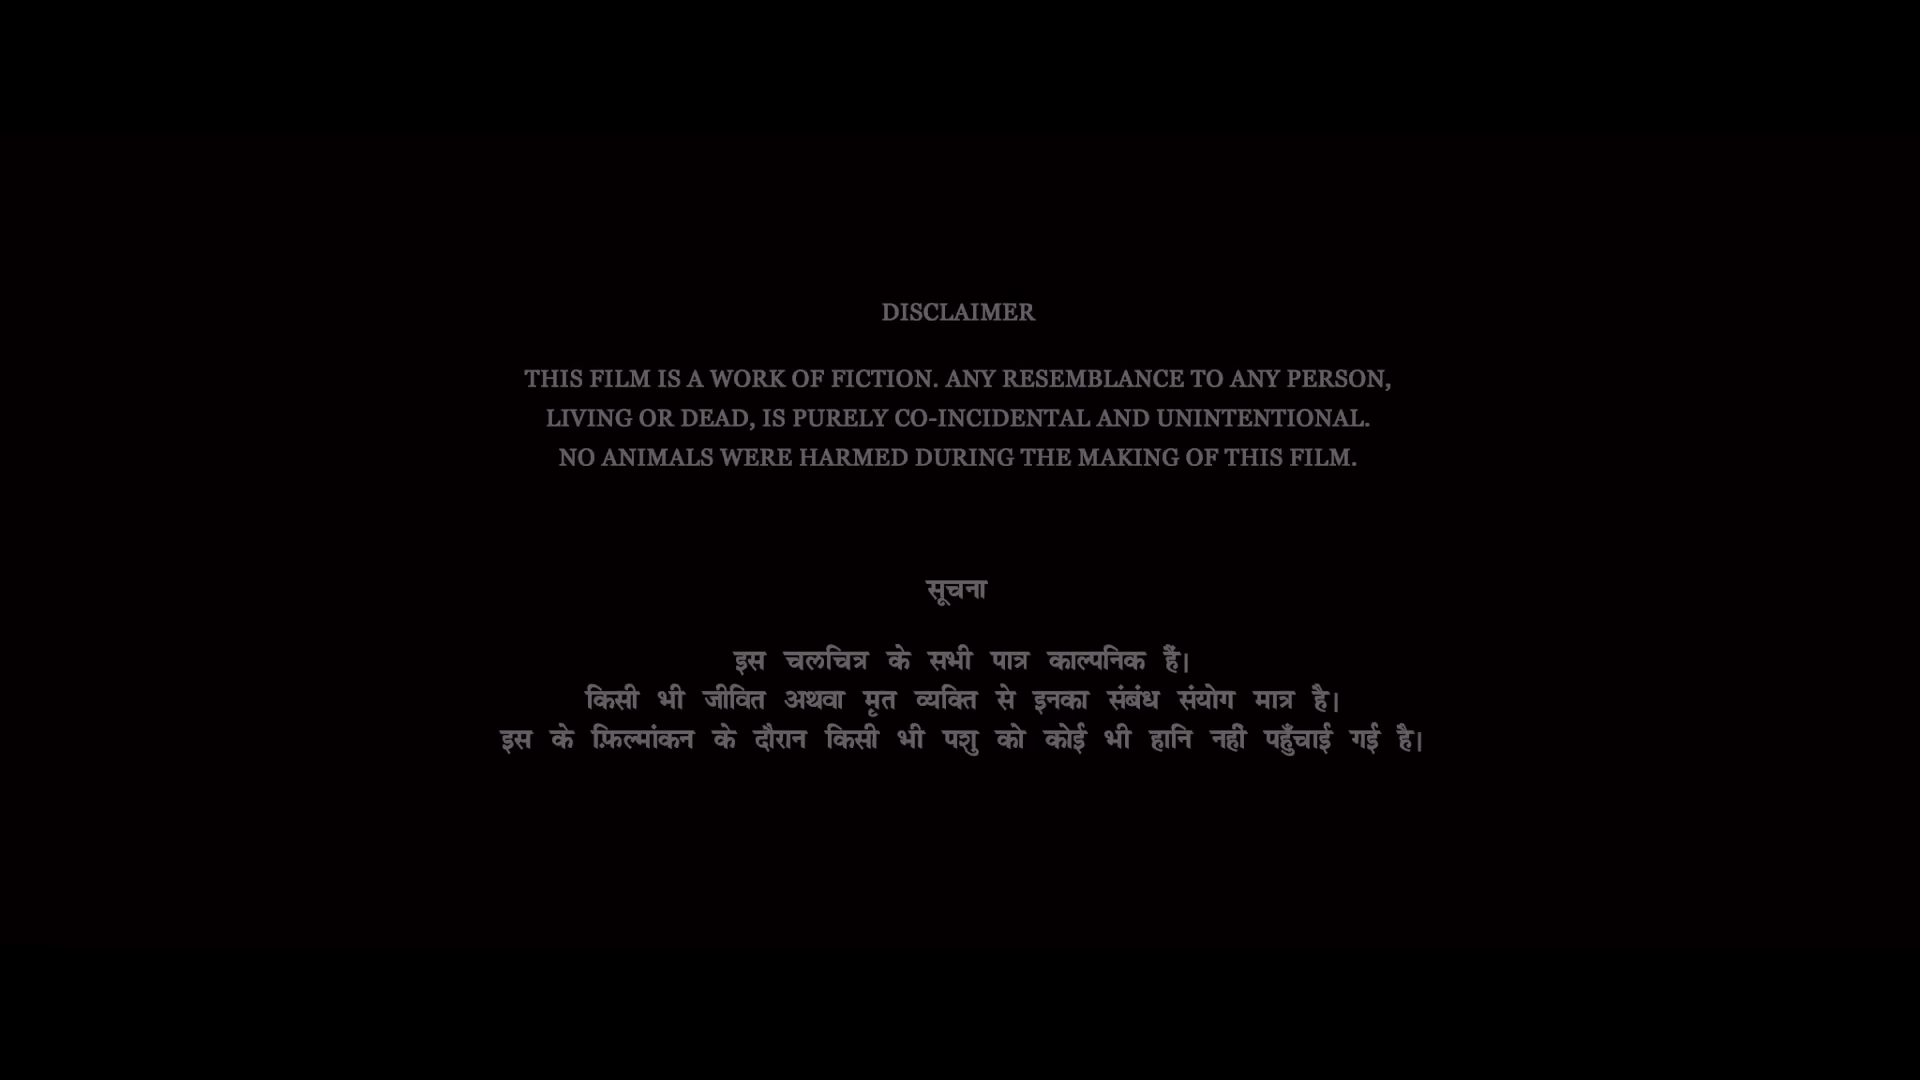 DISCLAIMER
THIS FILM IS A WORK OF FICTION. ANY RESEMBLANCE TO ANY PERSON,
LIVING OR DEAD, IS PURELY CO-INCIDENTAL AND UNINTENTIONAL.
NO ANIMALS WERE HARMED DURING THE MAKING OF THIS FILM.
सूचना
इस चलचित्र के सभी पात्र काल्पनिक हैं।
किसी भी जीवित अथवा मृत व्यक्ति से इनका संबंध संयोग मात्र है।
इस के फ़िल्मांकन के दौरान किसी भी पशु को कोई भी हानि नहीं पहुँचाई गई है।